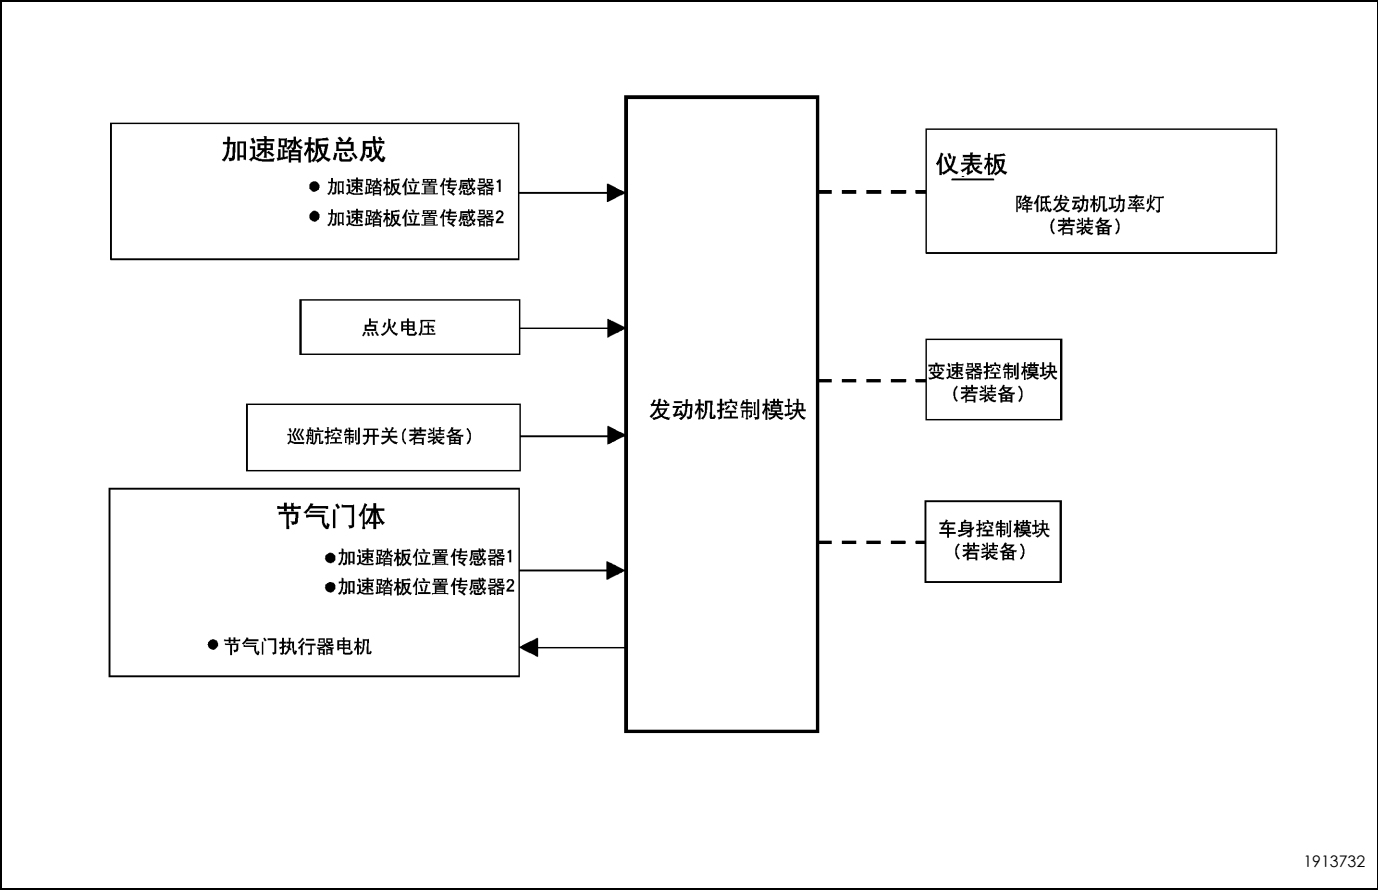 加速踏板总成
● 加速踏板位置传感器1
● 加速踏板位置传感器2
点火电压
巡航控制开关(若装备)
节气门体
●加速踏板位置传感器1
●加速踏板位置传感器2
● 节气门执行器电机
发动机控制模块
仪表板
降低发动机功率灯
(若装备)
变速器控制模块
(若装备)
车身控制模块
(若装备)
1913732